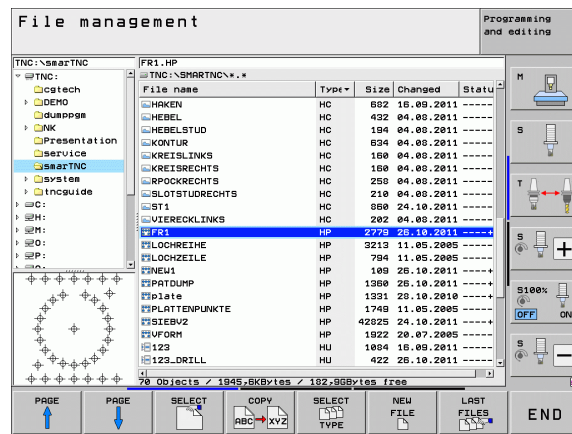 File management
Programming
and editing
TNC:\smarTNC
FR1.HP
TNC:
cgtech
DEMO
dumppgm
NK
Presentation
service
smarTNC
system
tncguide
C:
H:
M:
O:
P:
TNC:\SMARTNC\*.*
File name Type Size Changed Statu
HAKEN HC 682 16.09.2011 -----
HEBEL HC 432 04.08.2011 -----
HEBELSTUD HC 194 04.08.2011 -----
KONTUR HC 634 04.08.2011 -----
KREISLINKS HC 160 04.08.2011 -----
KREISRECHTS HC 160 04.08.2011 -----
RPOCKRECHTS HC 258 04.08.2011 -----
SLOTSTUDRECHTS HC 210 04.08.2011 -----
ST1 HC 860 24.10.2011 -----
VIERECKLINKS HC 202 04.08.2011 -----
FR1 HP 2779 26.10.2011 ----+
LOCHREIHE HP 3213 11.05.2005 -----
LOCHZEILE HP 794 11.05.2005 -----
NEW1 HP 109 26.10.2011 ----+
PATDUMP HP 1360 26.10.2011 ----+
plate HP 1331 28.10.2010 ----+
PLATTENPUNKTE HP 1749 11.05.2005 -----
SIEBV2 HP 42825 24.10.2011 ----+
VFORM HP 1922 20.07.2005 -----
123 HU 1084 16.09.2011 -----
123_DRILL HU 422 26.10.2011 -----
70 Objects / 1945,6KBytes / 182,9GBytes free
M
S
T
S
S100%
OFF ON
S
PAGE
PAGE
SELECT
COPY
ABC XYZ
SELECT
TYPE
NEW
FILE
LAST
FILES
END